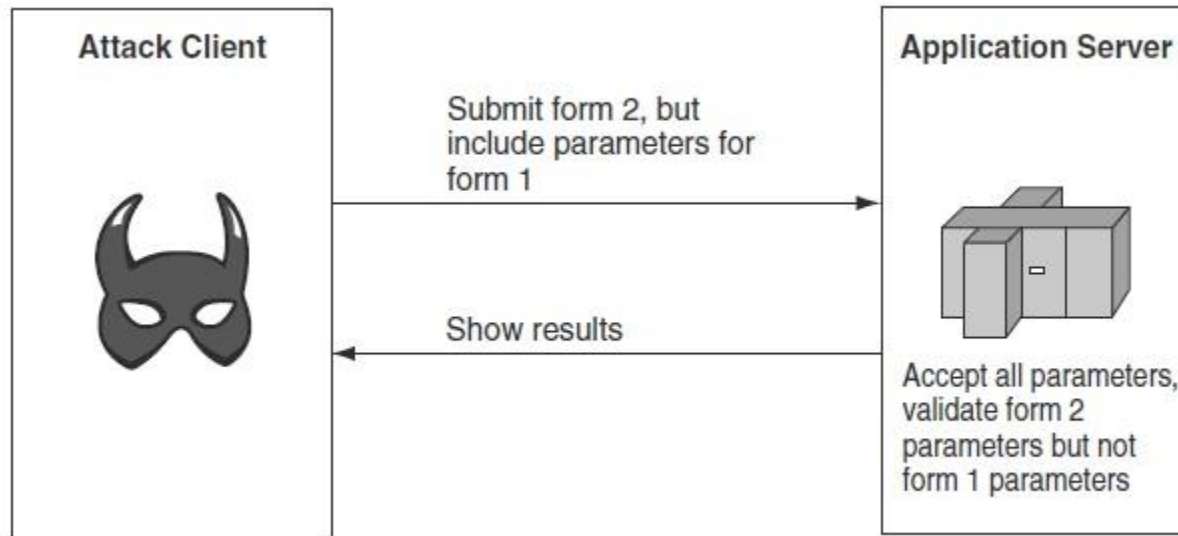 Attack Client
Application Server
Submit form 2, but
include parameters for
form 1
Show results
Accept all parameters,
validate form 2
parameters but not
form 1 parameters